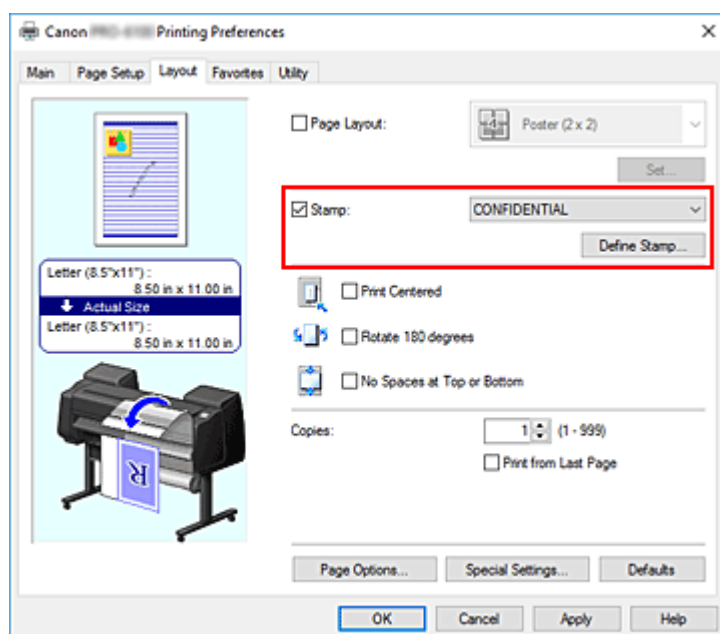 Canon Printing Preferences
Main Page Setup Layout Favorites Utility
Page Layout: Poster (2 x 2)
Set...
Stamp: CONFIDENTIAL
Define Stamp...
Letter (8.5"x11") :
8.50 in x 11.00 in
Actual Size
Letter (8.5"x11") :
8.50 in x 11.00 in
Print Centered
Rotate 180 degrees
No Spaces at Top or Bottom
Copies: 1 (1 - 999)
Print from Last Page
R
Page Options... Special Settings... Defaults
OK Cancel Apply Help